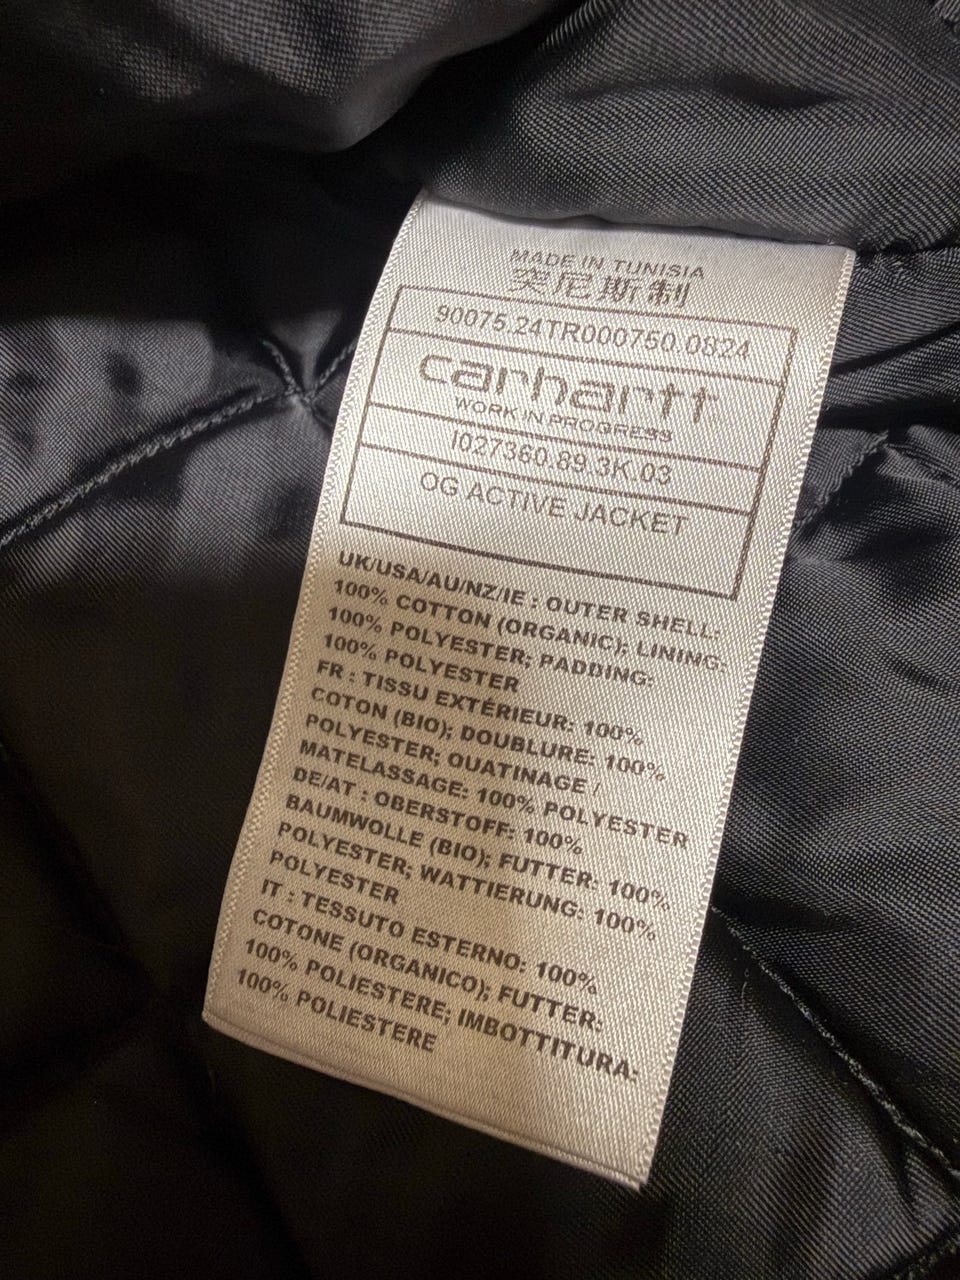 MADE IN TUNISIA
突尼斯制
90075.24TR000750.0824
carhartt
WORK IN PROGRESS
I027360.89.3K.03
OG ACTIVE JACKET
UK/USA/AU/NZ/IE : OUTER SHELL:
100% COTTON (ORGANIC); LINING:
100% POLYESTER; PADDING:
100% POLYESTER
FR : TISSU EXTÉRIEUR: 100%
COTON (BIO); DOUBLURE: 100%
POLYESTER; OUATINAGE /
MATELASSAGE: 100% POLYESTER
DE/AT : OBERSTOFF: 100%
BAUMWOLLE (BIO); FUTTER: 100%
POLYESTER; WATTIERUNG: 100%
POLYESTER
IT : TESSUTO ESTERNO: 100%
COTONE (ORGANICO); FUTTER:
100% POLIESTERE; IMBOTTITURA:
100% POLIESTERE